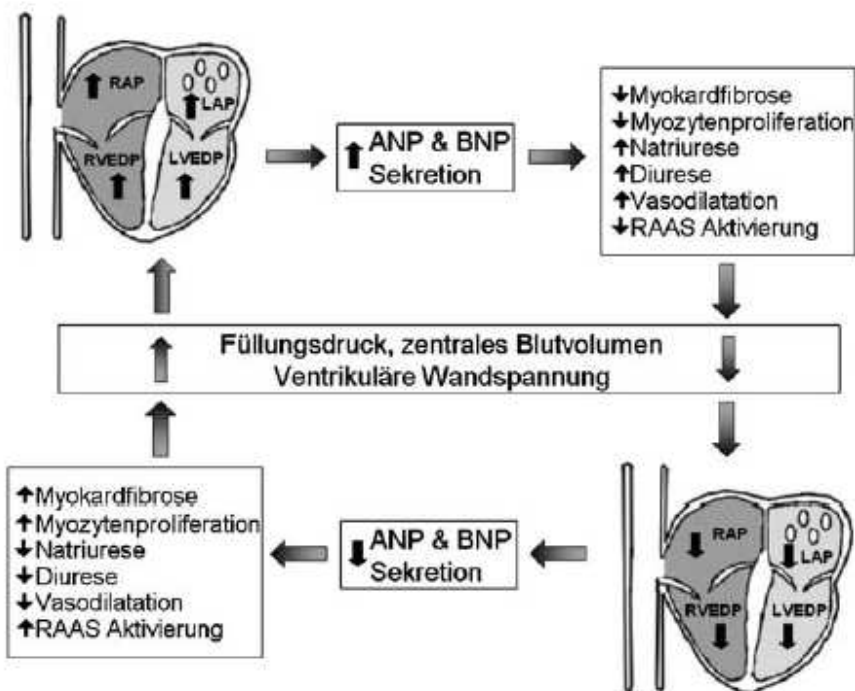 RAP
LAP
RVEDP
LVEDP
↑ ANP & BNP
Sekretion
↓Myokardfibrose
↓Myozytenproliferation
↑Natriurese
↑Diurese
↑Vasodilatation
↓RAAS Aktivierung
Füllungsdruck, zentrales Blutvolumen
Ventrikuläre Wandspannung
↑Myokardfibrose
↑Myozytenproliferation
↓Natriurese
↓Diurese
↓Vasodilatation
↑RAAS Aktivierung
↓ ANP & BNP
Sekretion
RAP
LAP
RVEDP
LVEDP